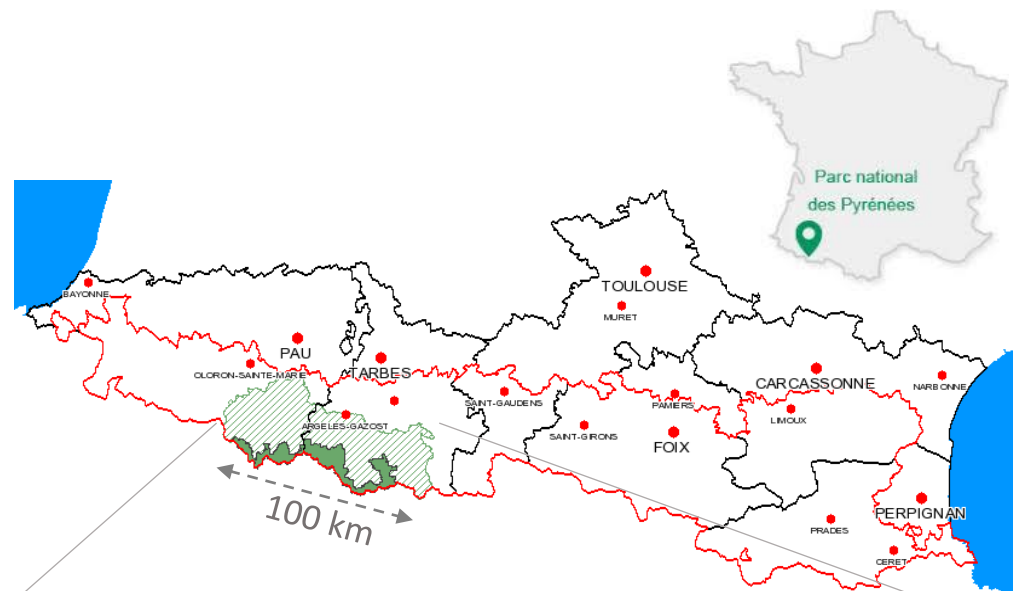 Parc national
des Pyrénées
TOULOUSE
BAYONNE
MURET
PAU
OLORON-SAINTE-MARIE
TARBES
CARCASSONNE
NARBONNE
SAINT-GAUDENS
PAMIERS
LIMOUX
ARGELES-GAZOST
SAINT-GIRONS
FOIX
100 km
PERPIGNAN
PRADES
CERET